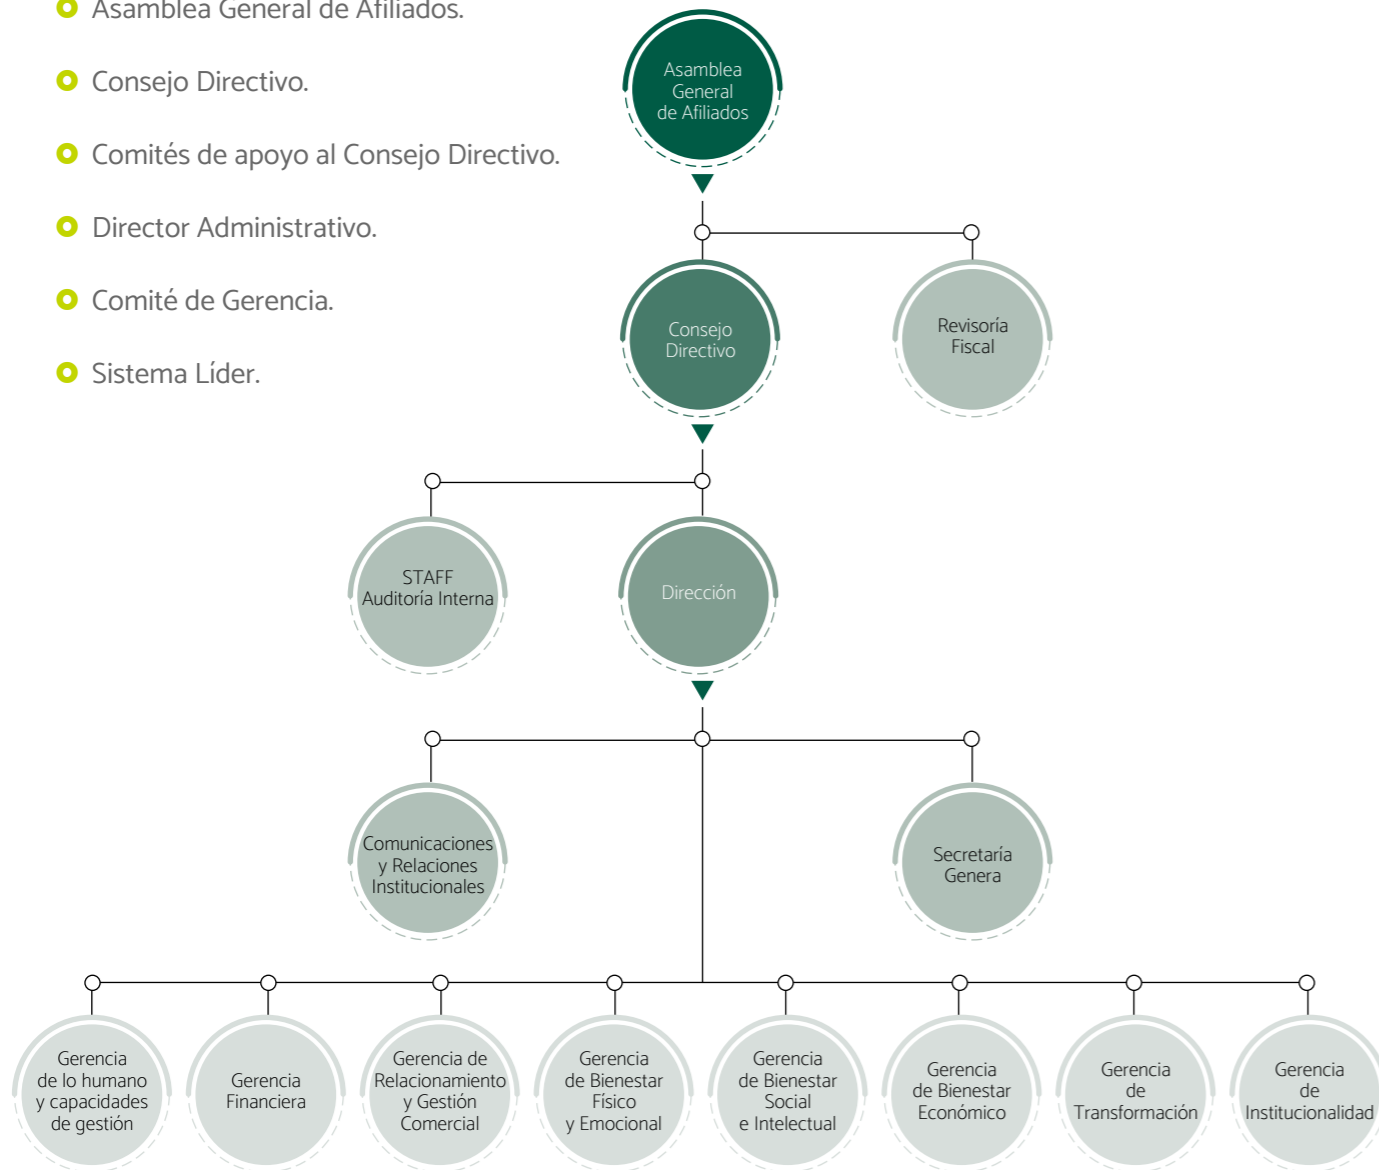 Asamblea General de Afiliados.
Consejo Directivo.
Comités de apoyo al Consejo Directivo.
Director Administrativo.
Comité de Gerencia.
Sistema Líder.
Asamblea
General
de Afiliados
Consejo
Directivo
Revisoría
Fiscal
STAFF
Auditoría Interna
Dirección
Comunicaciones
y Relaciones
Institucionales
Secretaría
Genera
Gerencia
de lo humano
y capacidades
de gestión
Gerencia
Financiera
Gerencia de
Relacionamiento
y Gestión
Comercial
Gerencia
de Bienestar
Físico
y Emocional
Gerencia
de Bienestar
Social
e Intelectual
Gerencia
de Bienestar
Económico
Gerencia
de
Transformación
Gerencia
de
Institucionalidad